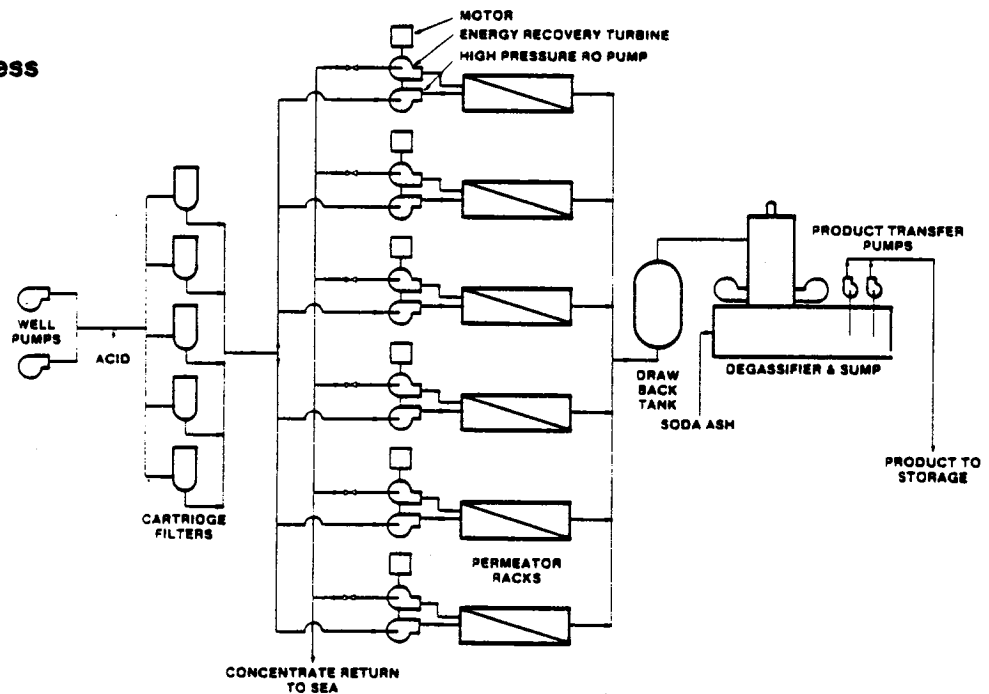 ess
MOTOR
ENERGY RECOVERY TURBINE
HIGH PRESSURE RO PUMP
WELL
PUMPS
ACID
CARTRIDGE
FILTERS
PERMEATOR
RACKS
CONCENTRATE RETURN
TO SEA
DRAW
BACK
TANK
SODA ASH
DEGASSIFIER & SUMP
PRODUCT TRANSFER
PUMPS
PRODUCT TO
STORAGE